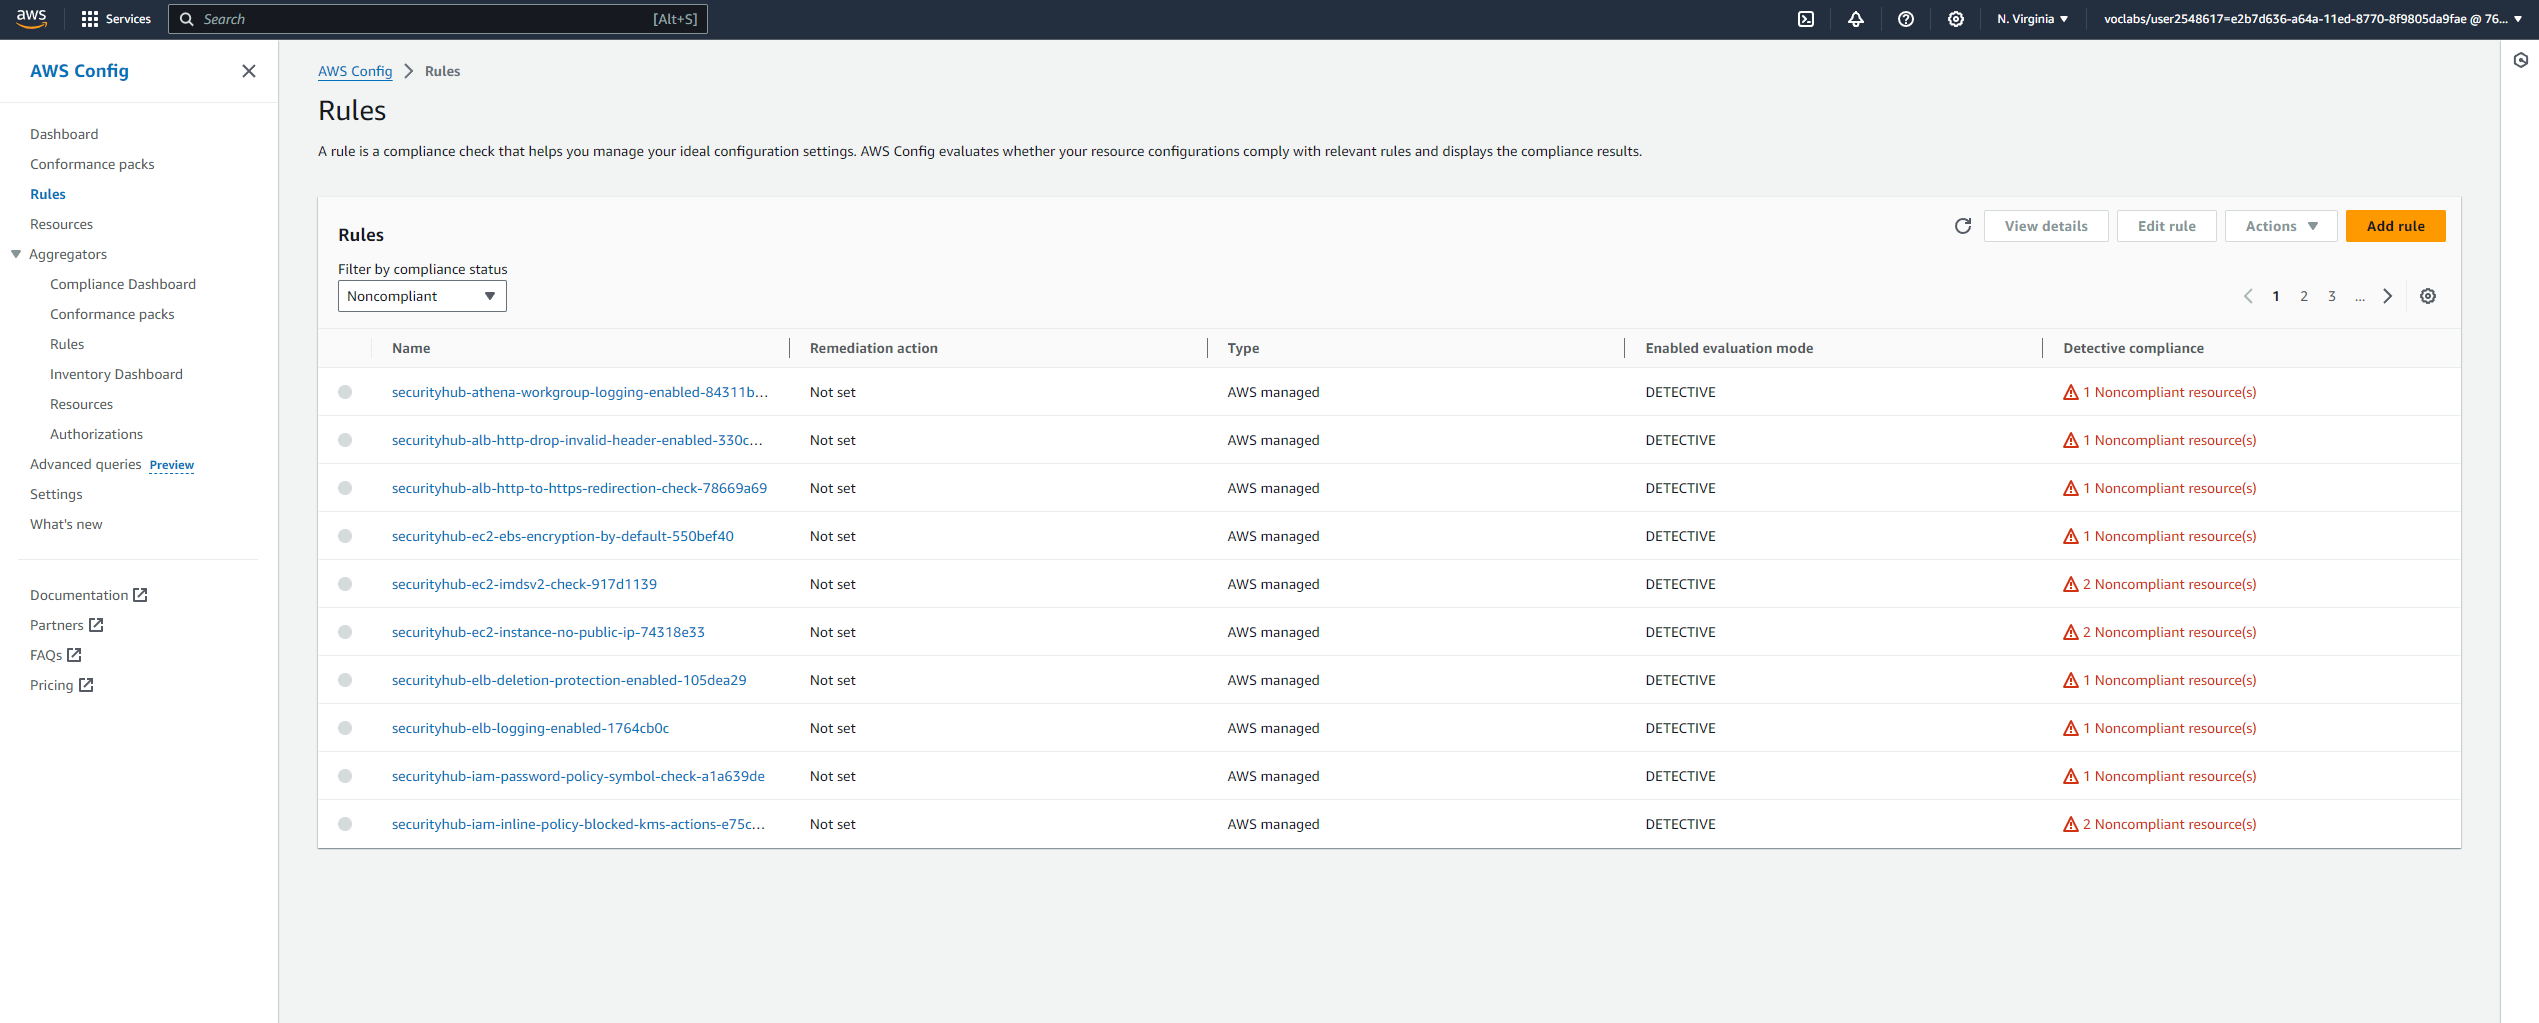 aws Services Search [Alt+S] N. Virginia voclabs/user2548617=e2b7d636-a64a-11ed-8770-8f9805da9fae @ 76...
AWS Config
Dashboard
Conformance packs
Rules
Resources
Aggregators
Compliance Dashboard
Conformance packs
Rules
Inventory Dashboard
Resources
Authorizations
Advanced queries Preview
Settings
What's new
Documentation
Partners
FAQs
Pricing
AWS Config Rules
Rules
A rule is a compliance check that helps you manage your ideal configuration settings. AWS Config evaluates whether your resource configurations comply with relevant rules and displays the compliance results.
Rules View details Edit rule Actions Add rule
Filter by compliance status
Noncompliant 1 2 3 ...
Name Remediation action Type Enabled evaluation mode Detective compliance
securityhub-athena-workgroup-logging-enabled-84311b... Not set AWS managed DETECTIVE 1 Noncompliant resource(s)
securityhub-alb-http-drop-invalid-header-enabled-330c... Not set AWS managed DETECTIVE 1 Noncompliant resource(s)
securityhub-alb-http-to-https-redirection-check-78669a69 Not set AWS managed DETECTIVE 1 Noncompliant resource(s)
securityhub-ec2-ebs-encryption-by-default-550bef40 Not set AWS managed DETECTIVE 1 Noncompliant resource(s)
securityhub-ec2-imdsv2-check-917d1139 Not set AWS managed DETECTIVE 2 Noncompliant resource(s)
securityhub-ec2-instance-no-public-ip-74318e33 Not set AWS managed DETECTIVE 2 Noncompliant resource(s)
securityhub-elb-deletion-protection-enabled-105dea29 Not set AWS managed DETECTIVE 1 Noncompliant resource(s)
securityhub-elb-logging-enabled-1764cb0c Not set AWS managed DETECTIVE 1 Noncompliant resource(s)
securityhub-iam-password-policy-symbol-check-a1a639de Not set AWS managed DETECTIVE 1 Noncompliant resource(s)
securityhub-iam-inline-policy-blocked-kms-actions-e75c... Not set AWS managed DETECTIVE 2 Noncompliant resource(s)